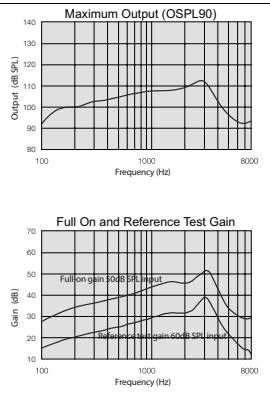 Maximum Output (OSPL90)
140
130
120
110
100
90
80
Output (dB SPL)
100
1000
8000
Frequency (Hz)
Full On and Reference Test Gain
70
60
50
40
30
20
10
Gain (dB)
Full-on gain 50dB SPL input
Reference test gain 60dB SPL input
100
1000
8000
Frequency (Hz)